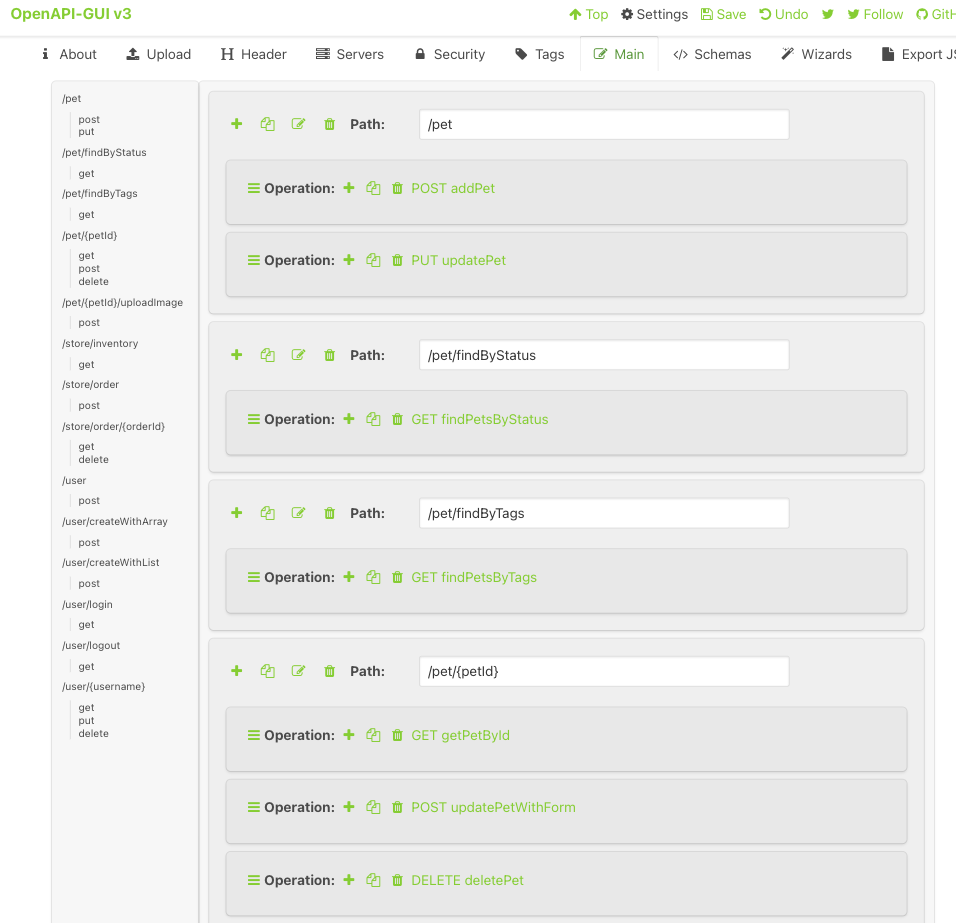 OpenAPI-GUI v3
Top Settings Save Undo Follow GitH
About Upload Header Servers Security Tags Main Schemas Wizards Export JS
/pet
post
put
/pet/findByStatus
get
/pet/findByTags
get
/pet/{petId}
get
post
delete
/pet/{petId}/uploadImage
post
/store/inventory
get
/store/order
post
/store/order/{orderId}
get
delete
/user
post
/user/createWithArray
post
/user/createWithList
post
/user/login
get
/user/logout
get
/user/{username}
get
put
delete
Path: /pet
Operation: POST addPet
Operation: PUT updatePet
Path: /pet/findByStatus
Operation: GET findPetsByStatus
Path: /pet/findByTags
Operation: GET findPetsByTags
Path: /pet/{petId}
Operation: GET getPetById
Operation: POST updatePetWithForm
Operation: DELETE deletePet